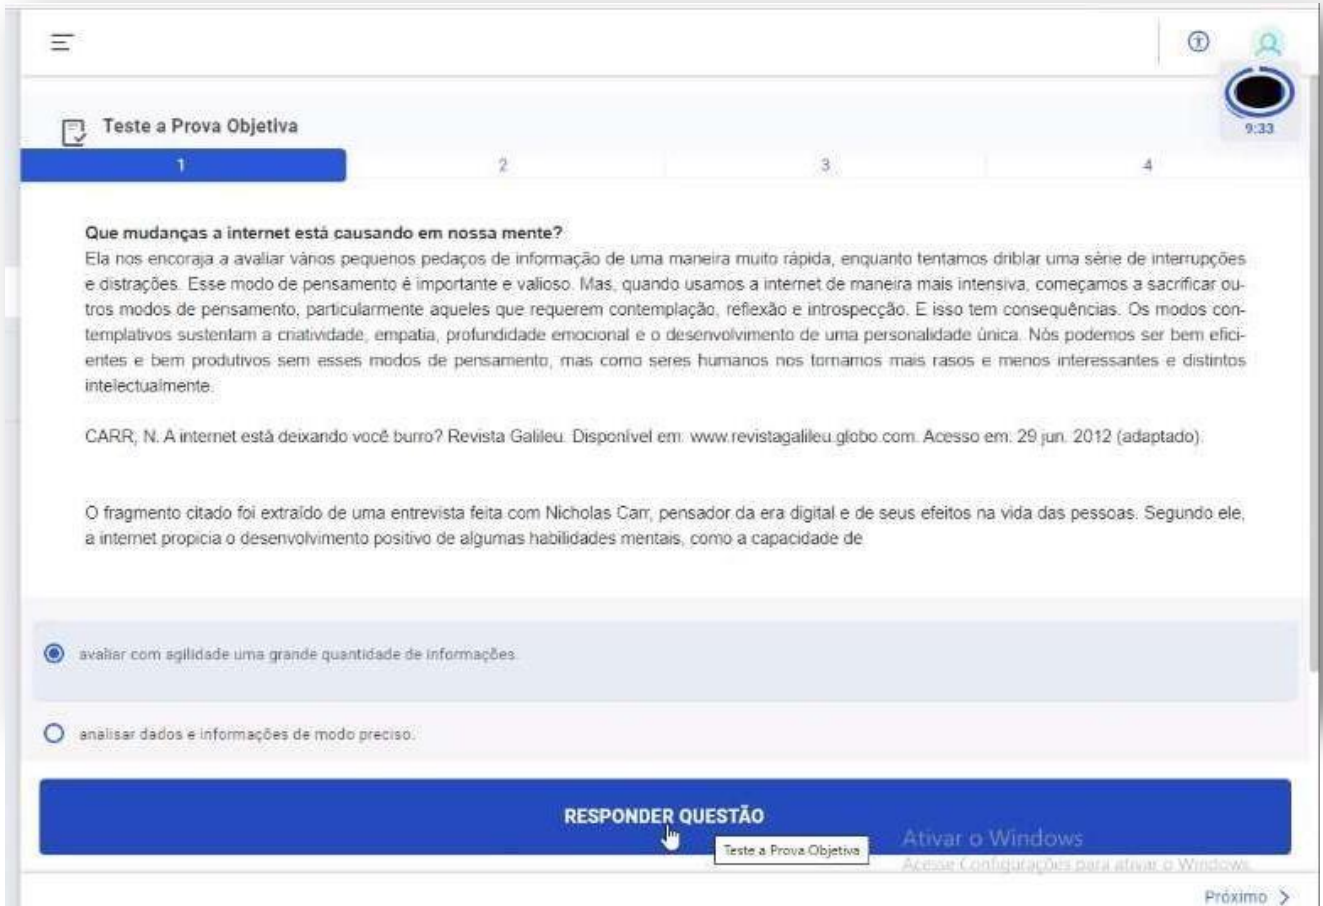 9:33
Teste a Prova Objetiva
1
2
3
4
Que mudanças a internet está causando em nossa mente?
Ela nos encoraja a avaliar vários pequenos pedaços de informação de uma maneira muito rápida, enquanto tentamos driblar uma série de interrupções
e distrações. Esse modo de pensamento é importante e valioso. Mas, quando usamos a internet de maneira mais intensiva, começamos a sacrificar ou-
tros modos de pensamento, particularmente aqueles que requerem contemplação, reflexão e introspecção. E isso tem consequências. Os modos con-
templativos sustentam a criatividade, empatia, profundidade emocional e o desenvolvimento de uma personalidade única. Nós podemos ser bem efici-
entes e bem produtivos sem esses modos de pensamento, mas como seres humanos nos tornamos mais rasos e menos interessantes e distintos
intelectualmente.
CARR, N. A internet está deixando você burro? Revista Galileu. Disponível em: www.revistagalileu.globo.com. Acesso em: 29 jun. 2012 (adaptado).
O fragmento citado foi extraído de uma entrevista feita com Nicholas Carr, pensador da era digital e de seus efeitos na vida das pessoas. Segundo ele,
a internet propicia o desenvolvimento positivo de algumas habilidades mentais, como a capacidade de
avaliar com agilidade uma grande quantidade de informações.
analisar dados e informações de modo preciso.
RESPONDER QUESTÃO
Teste a Prova Objetiva
Ativar o Windows
Acesse Configurações para ativar o Windows.
Próximo >